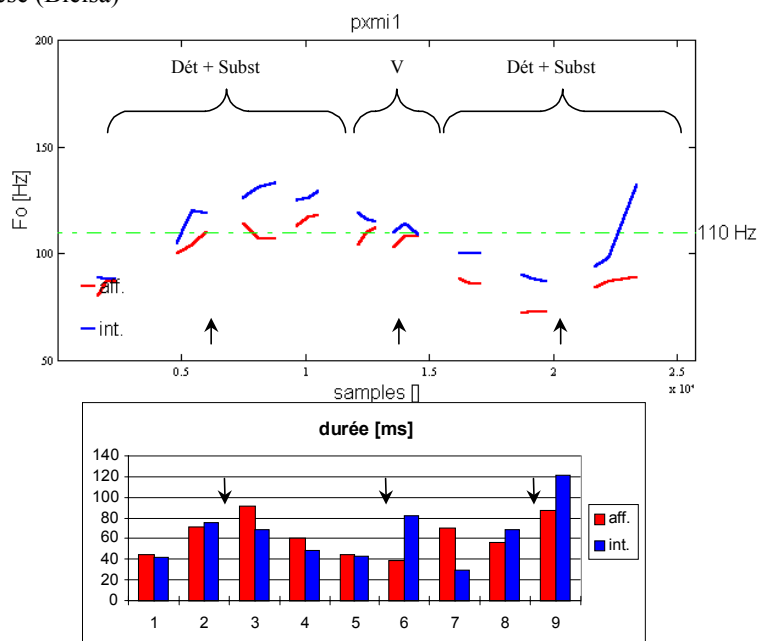 pxmi1
200
Dét + Subst V Dét + Subst
150
Fo [Hz]
110 Hz
100
aff.
int.
50
0.5 1 1.5 2 2.5
x 10⁴
samples []
durée [ms]
140
120
100
80
60
40
20
0
1 2 3 4 5 6 7 8 9
aff.
int.